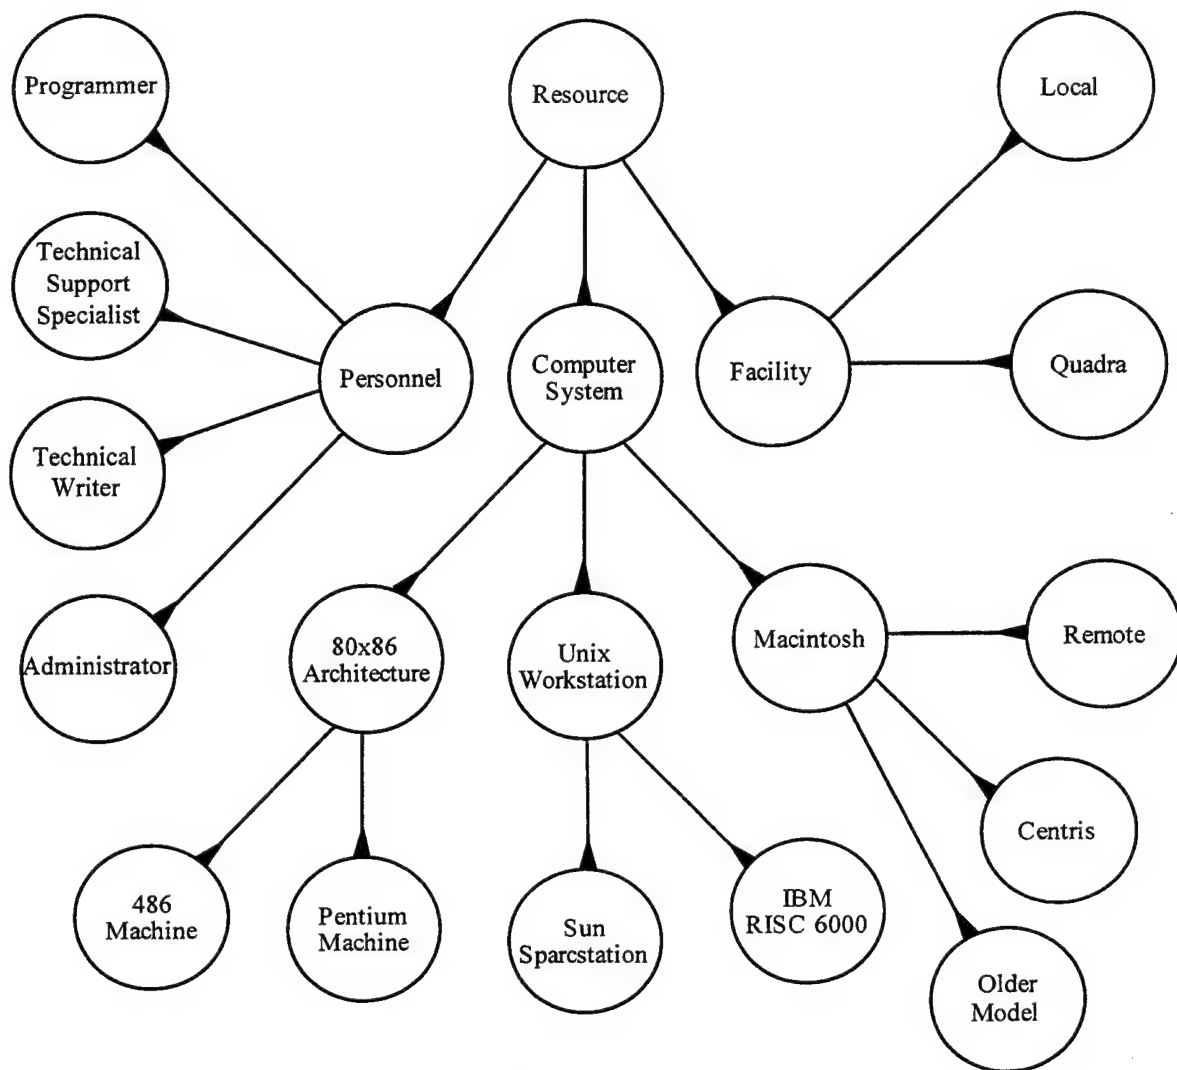 Programmer
Resource
Local
Technical
Support
Specialist
Personnel
Computer
System
Facility
Quadra
Technical
Writer
Administrator
80x86
Architecture
Unix
Workstation
Macintosh
Remote
Centris
486
Machine
Pentium
Machine
Sun
Sparcstation
IBM
RISC 6000
Older
Model